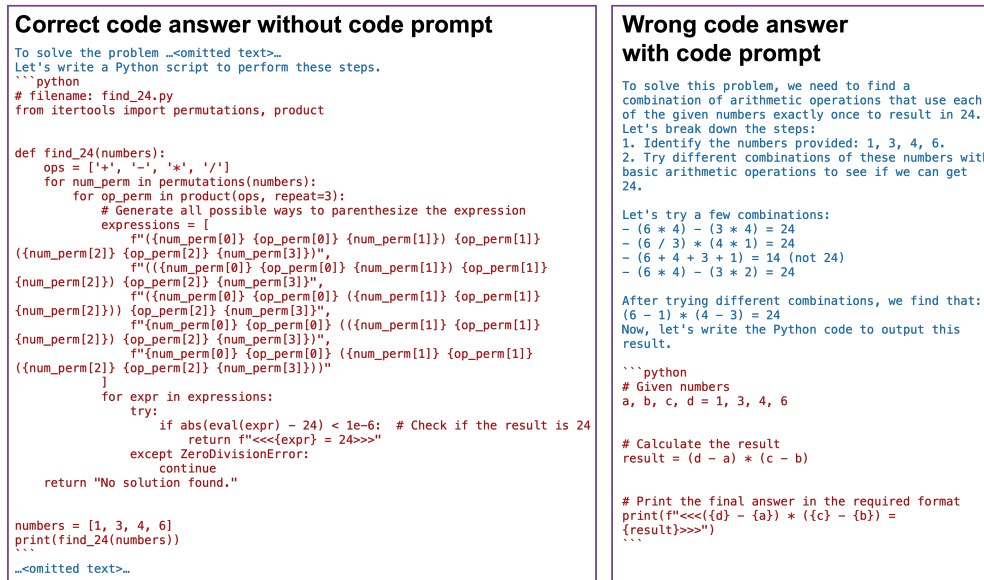 Correct code answer without code prompt
To solve the problem …<omitted text>…
Let's write a Python script to perform these steps.
```python
# filename: find_24.py
from itertools import permutations, product
def find_24(numbers):
    ops = ['+', '-', '*', '/']
    for num_perm in permutations(numbers):
        for op_perm in product(ops, repeat=3):
            # Generate all possible ways to parenthesize the expression
            expressions = [
                f"({num_perm[0]} {op_perm[0]} {num_perm[1]}) {op_perm[1]}
({num_perm[2]} {op_perm[2]} {num_perm[3]})",
                f"(({num_perm[0]} {op_perm[0]} {num_perm[1]}) {op_perm[1]}
{num_perm[2]}) {op_perm[2]} {num_perm[3]}",
                f"({num_perm[0]} {op_perm[0]} ({num_perm[1]} {op_perm[1]}
{num_perm[2]})) {op_perm[2]} {num_perm[3]}",
                f"{num_perm[0]} {op_perm[0]} (({num_perm[1]} {op_perm[1]}
{num_perm[2]}) {op_perm[2]} {num_perm[3]})",
                f"{num_perm[0]} {op_perm[0]} ({num_perm[1]} {op_perm[1]}
({num_perm[2]} {op_perm[2]} {num_perm[3]}))"
            ]
            for expr in expressions:
                try:
                    if abs(eval(expr) - 24) < 1e-6:  # Check if the result is 24
                        return f"<<<{expr} = 24>>>"
                except ZeroDivisionError:
                    continue
    return "No solution found."
numbers = [1, 3, 4, 6]
print(find_24(numbers))
```
…<omitted text>…
Wrong code answer
with code prompt
To solve this problem, we need to find a
combination of arithmetic operations that use each
of the given numbers exactly once to result in 24.
Let's break down the steps:
1. Identify the numbers provided: 1, 3, 4, 6.
2. Try different combinations of these numbers with
basic arithmetic operations to see if we can get
24.
Let's try a few combinations:
- (6 * 4) - (3 * 4) = 24
- (6 / 3) * (4 * 1) = 24
- (6 + 4 + 3 + 1) = 14 (not 24)
- (6 * 4) - (3 * 2) = 24
After trying different combinations, we find that:
(6 - 1) * (4 - 3) = 24
Now, let's write the Python code to output this
result.
```python
# Given numbers
a, b, c, d = 1, 3, 4, 6
# Calculate the result
result = (d - a) * (c - b)
# Print the final answer in the required format
print(f"<<<({d} - {a}) * ({c} - {b}) =
{result}>>>")
```